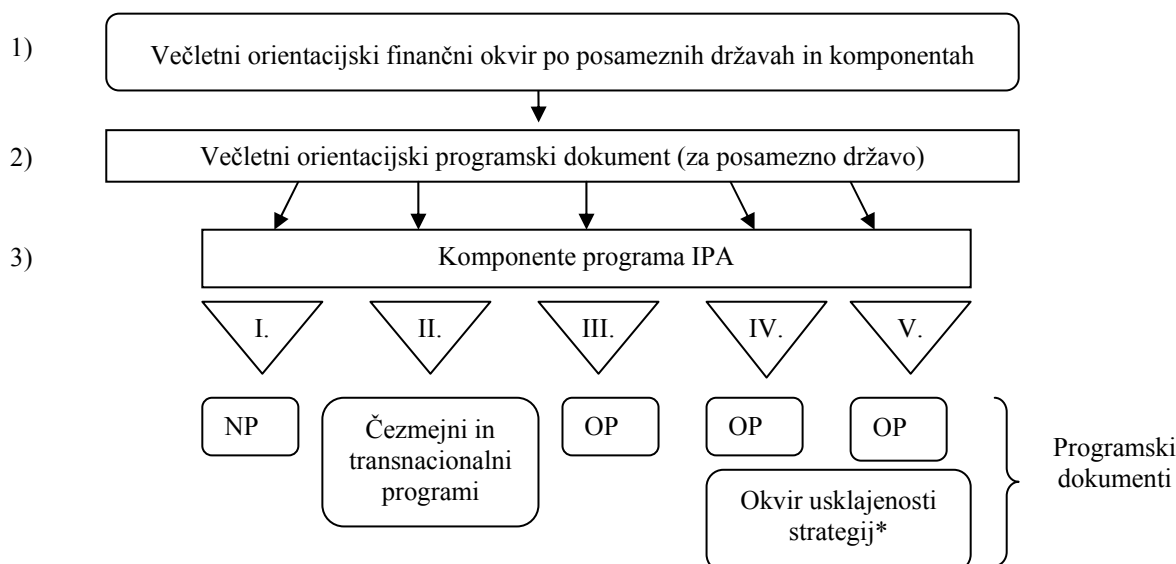 1)
Večletni orientacijski finančni okvir po posameznih državah in komponentah
2)
Večletni orientacijski programski dokument (za posamezno državo)
3)
Komponente programa IPA
I.
II.
III.
IV.
V.
NP
Čezmejni in
transnacionalni
programi
OP
OP
OP
Okvir usklajenosti
strategij*
Programski
dokumenti